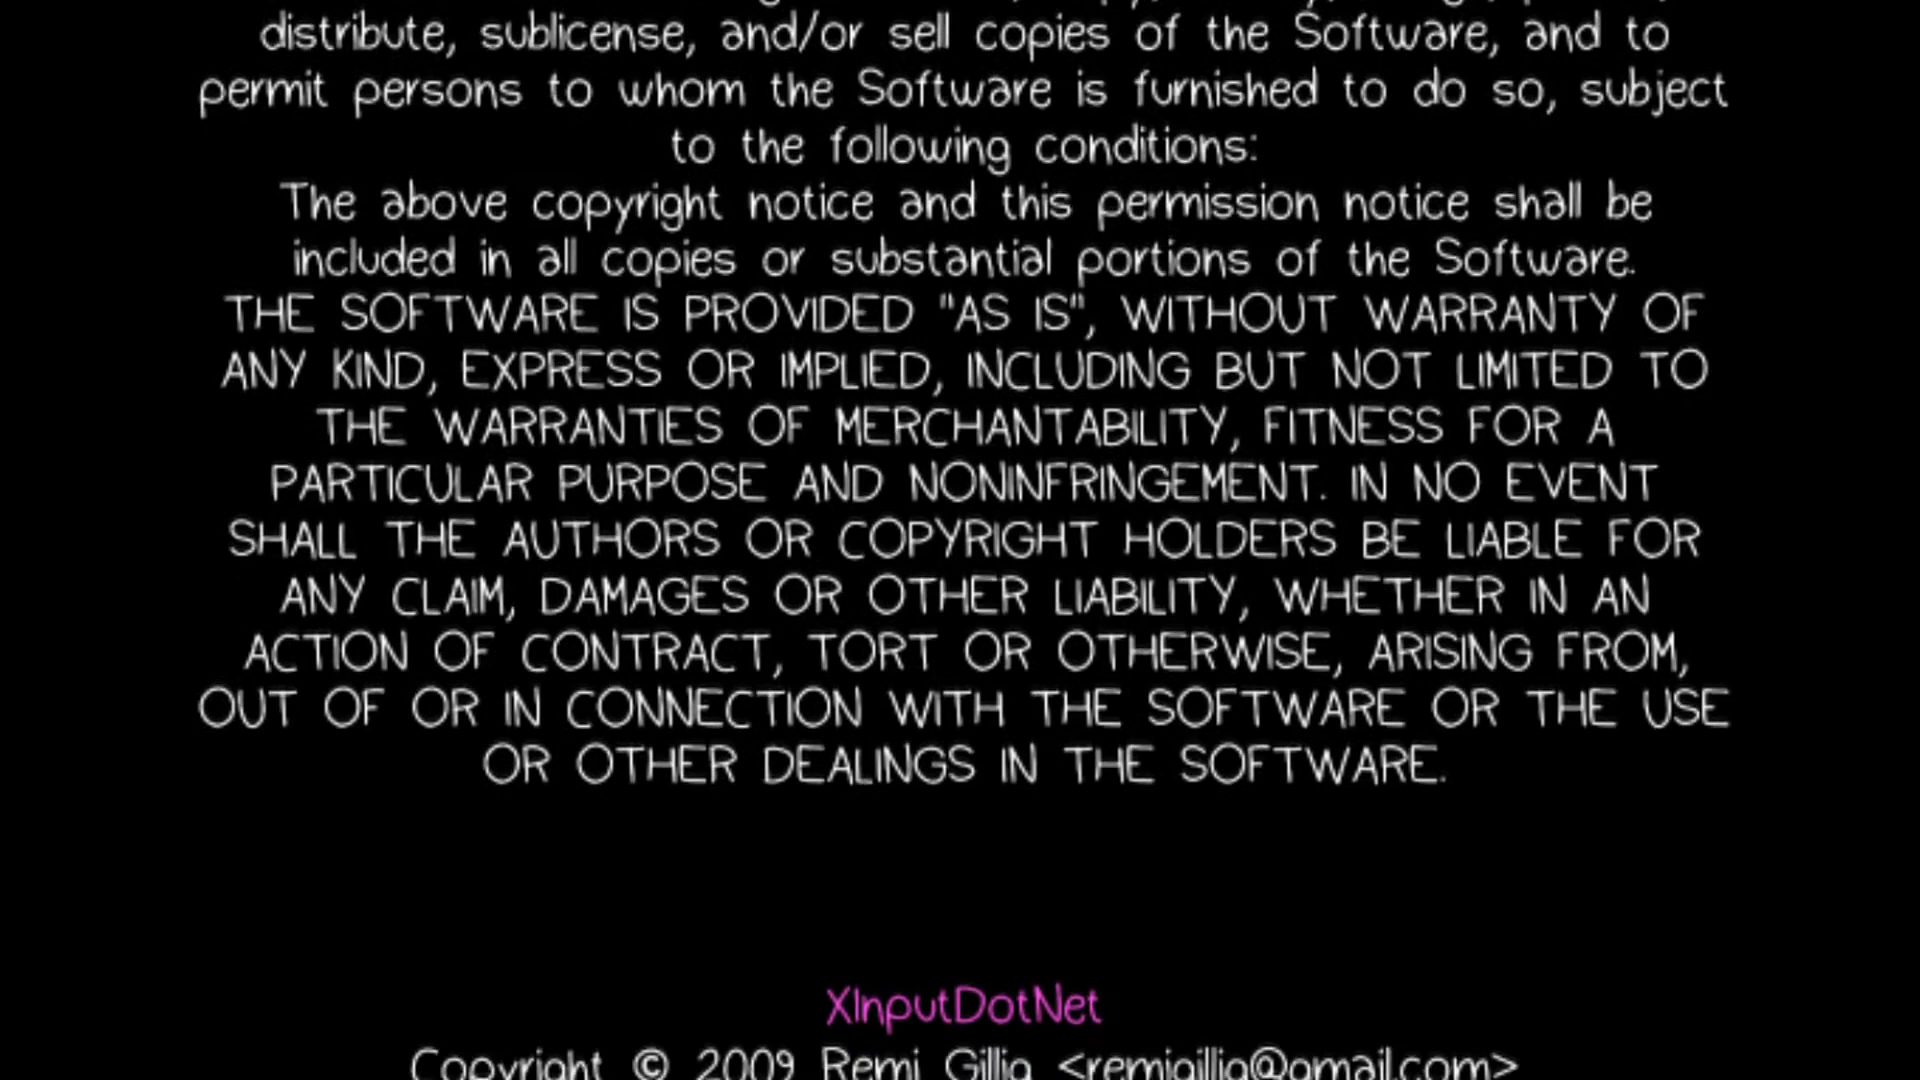 distribute, sublicense, and/or sell copies of the Software, and to
permit persons to whom the Software is furnished to do so, subject
to the following conditions:
The above copyright notice and this permission notice shall be
included in all copies or substantial portions of the Software.
THE SOFTWARE IS PROVIDED "AS IS", WITHOUT WARRANTY OF
ANY KIND, EXPRESS OR IMPLIED, INCLUDING BUT NOT LIMITED TO
THE WARRANTIES OF MERCHANTABILITY, FITNESS FOR A
PARTICULAR PURPOSE AND NONINFRINGEMENT. IN NO EVENT
SHALL THE AUTHORS OR COPYRIGHT HOLDERS BE LIABLE FOR
ANY CLAIM, DAMAGES OR OTHER LIABILITY, WHETHER IN AN
ACTION OF CONTRACT, TORT OR OTHERWISE, ARISING FROM,
OUT OF OR IN CONNECTION WITH THE SOFTWARE OR THE USE
OR OTHER DEALINGS IN THE SOFTWARE.
XInputDotNet
Copyright © 2009 Remi Gillig <remigillig@gmail.com>